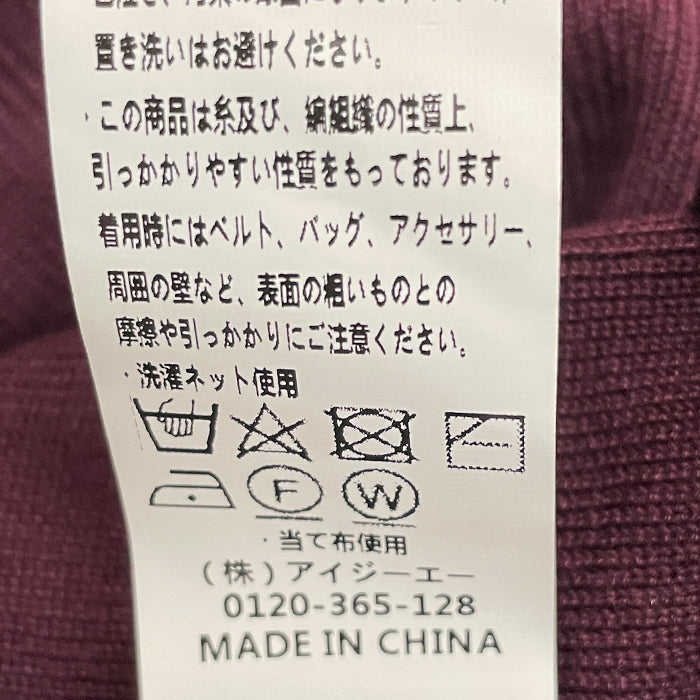 置き洗いはお避けください。
・この商品は糸及び、編組織の性質上、
引っかかりやすい性質をもっております。
着用時にはベルト、バッグ、アクセサリー、
周囲の壁など、表面の粗いものとの
摩擦や引っかかりにご注意ください。
・洗濯ネット使用
F W
・当て布使用
(株)アイジーエー
0120-365-128
MADE IN CHINA